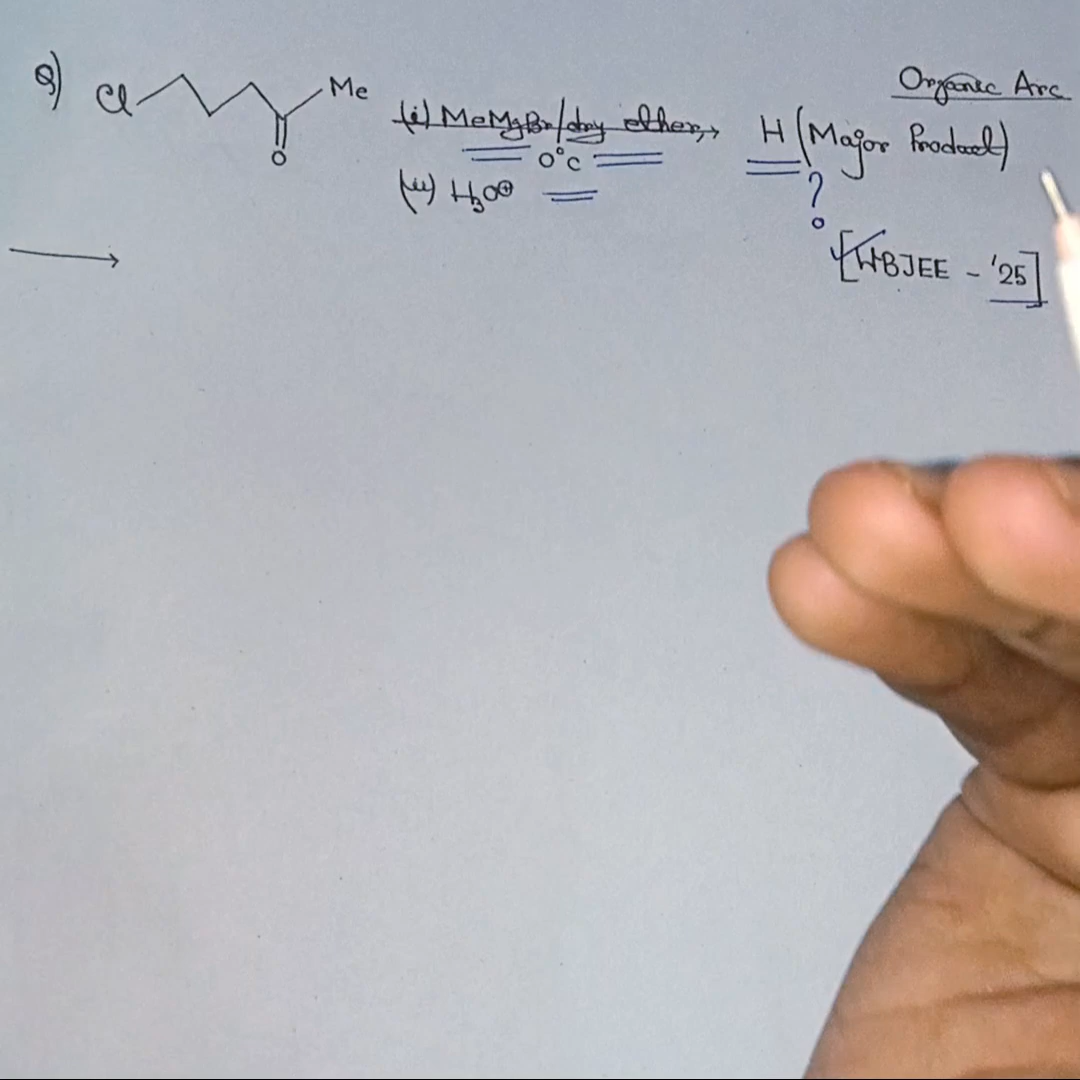 Organic Arc
Q) Cl Me O (i) MeMgBr/dry ether, H (Major Product)
0°C
(ii) H₃O⊕ ?
[WBJEE - '25]